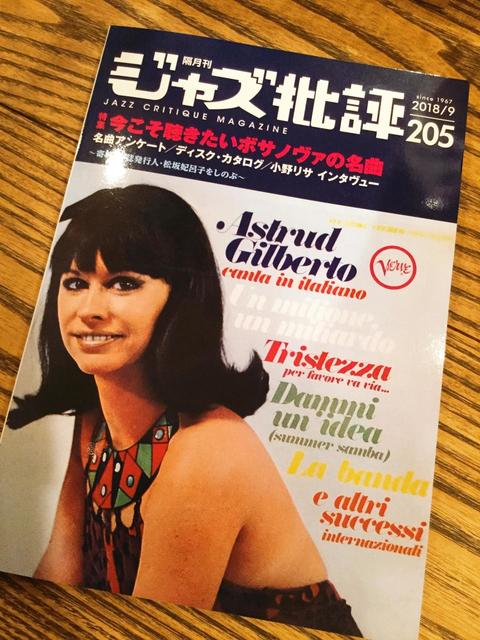 隔月刊
ジャズ批評
JAZZ CRITIQUE MAGAZINE
since 1967
2018/9
205
特集 今こそ聴きたいボサノヴァの名曲
名曲アンケート/ディスク・カタログ/小野リサ インタヴュー
発行人・松坂妃呂子をしのぶ～
Astrud
Gilberto
canta in italiano
Verve
Un milione,
un miliardo
Tristezza
per favore va via...
Dammi
un idea
(summer samba)
La banda
e altri
successi
internazionali